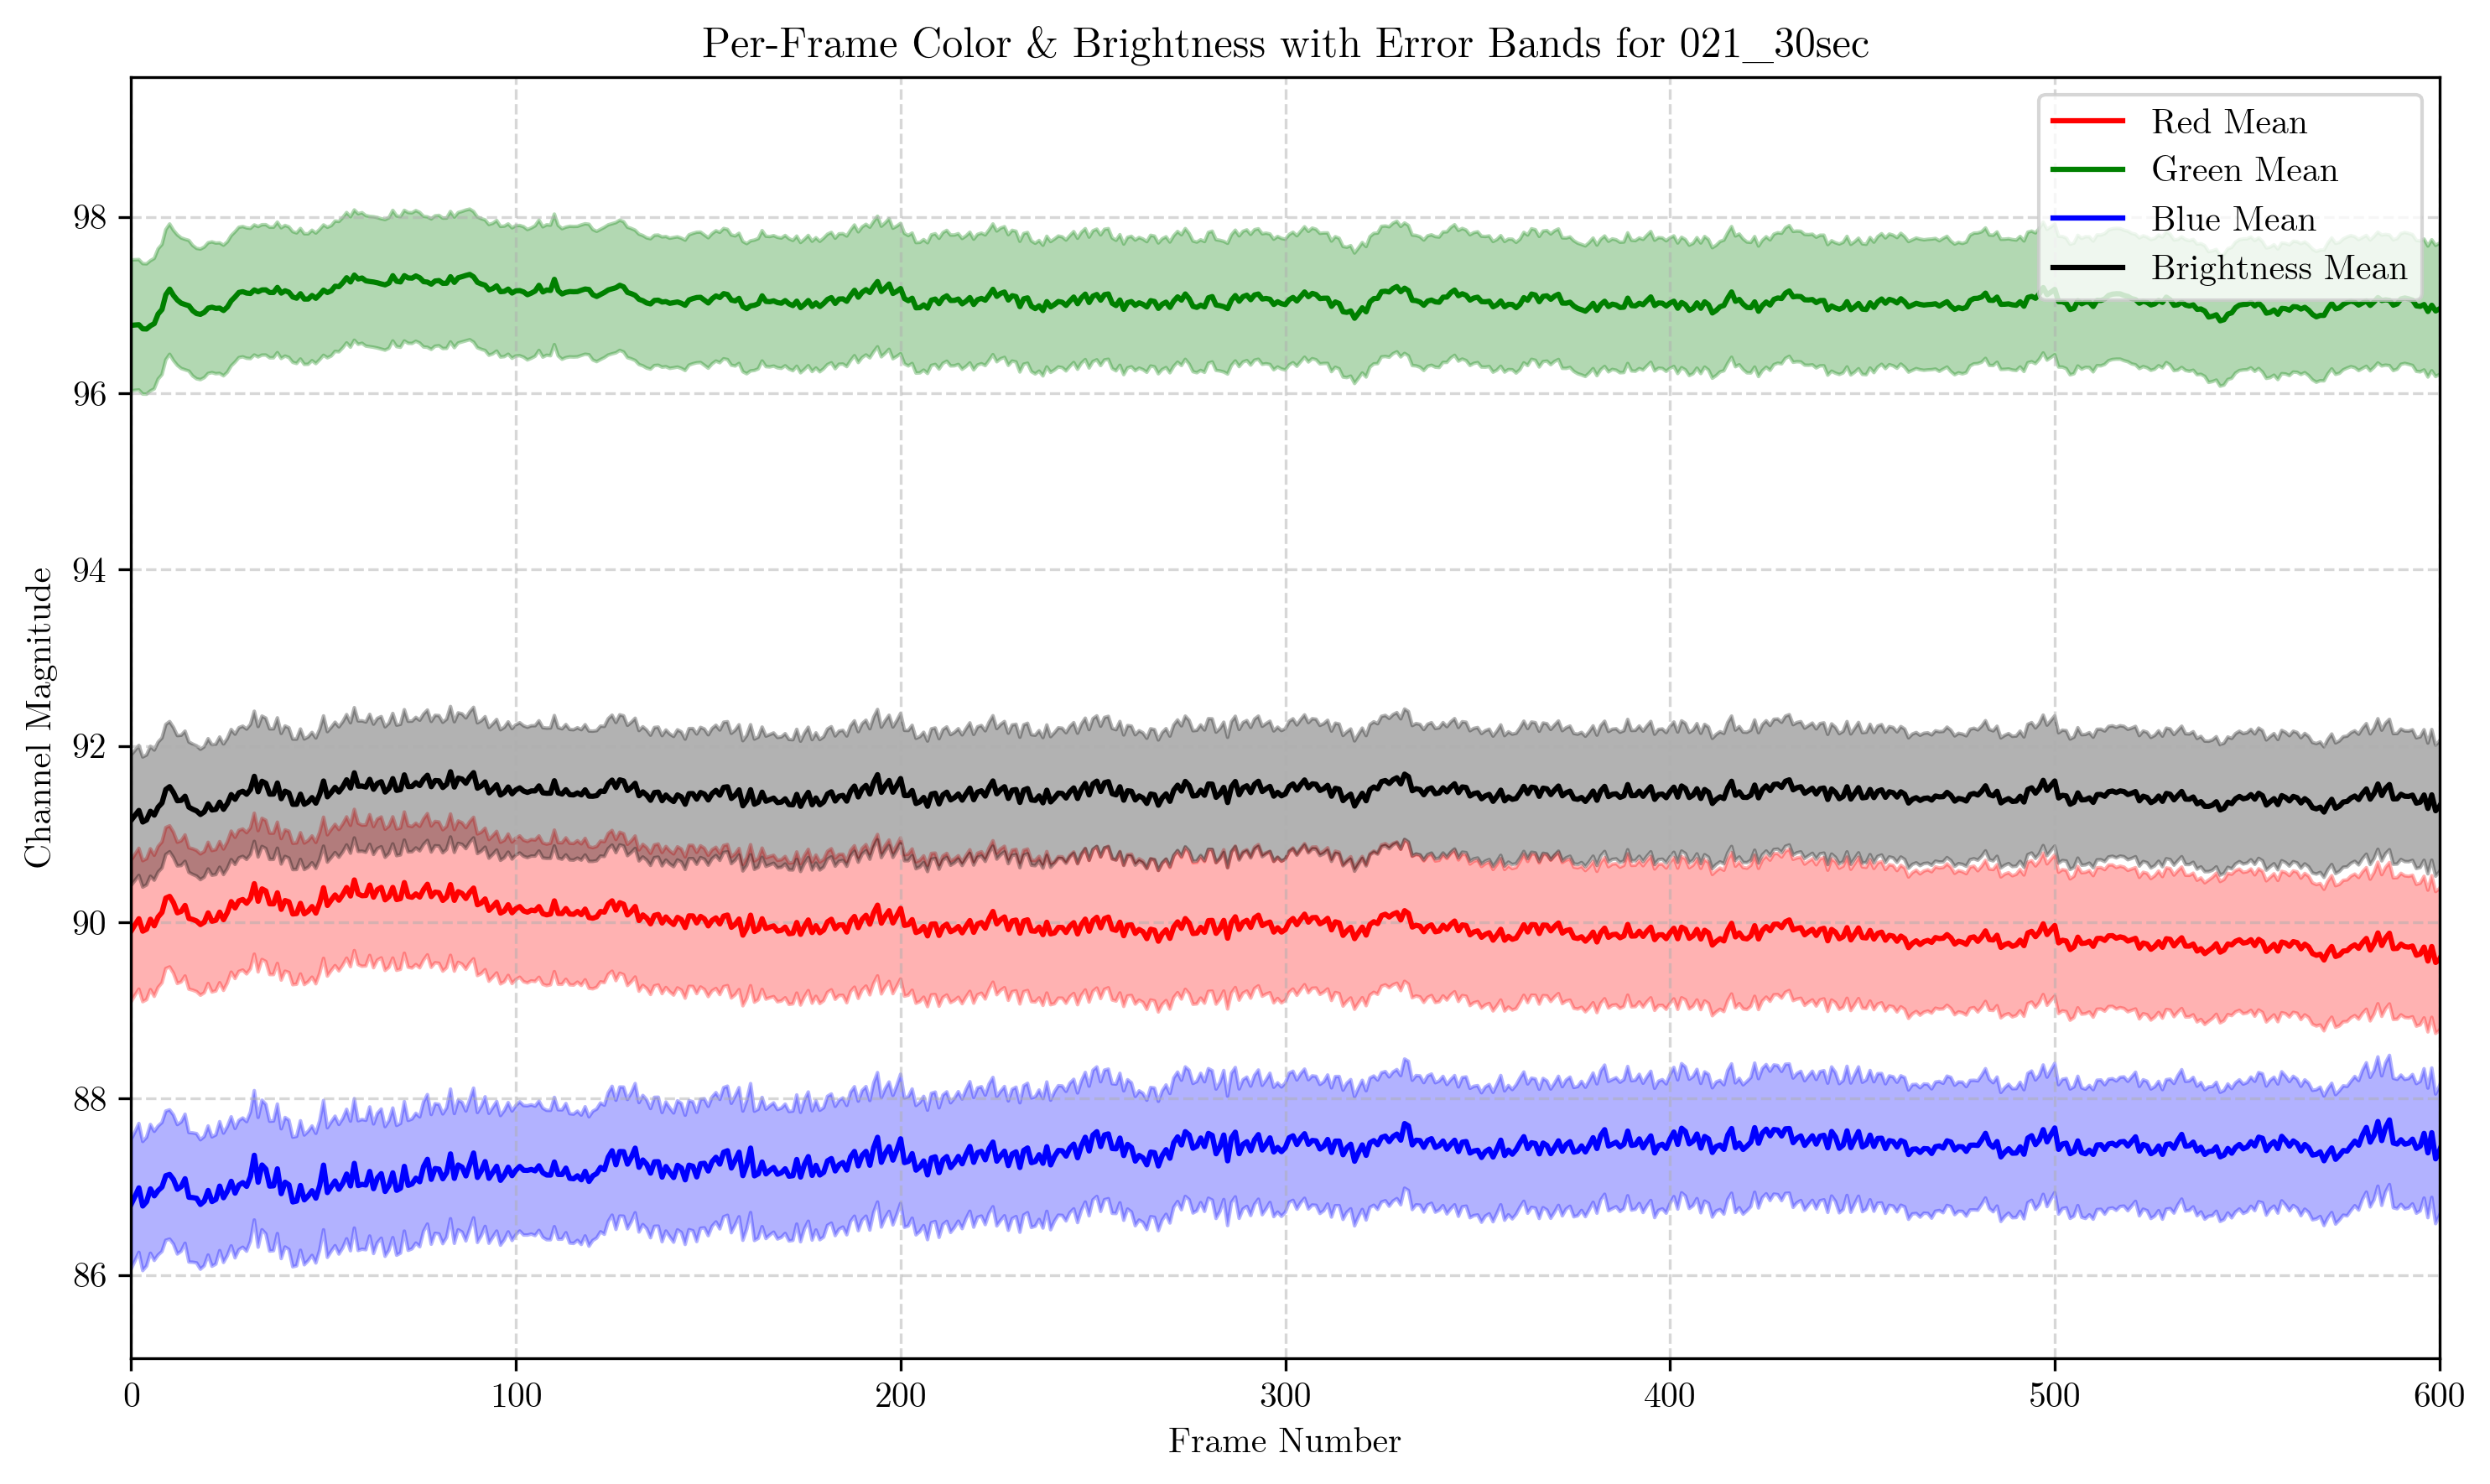 Per-Frame Color & Brightness with Error Bands for 021_30sec
Red Mean
Green Mean
Blue Mean
Brightness Mean
Channel Magnitude
98
96
94
92
90
88
86
0 100 200 300 400 500 600
Frame Number